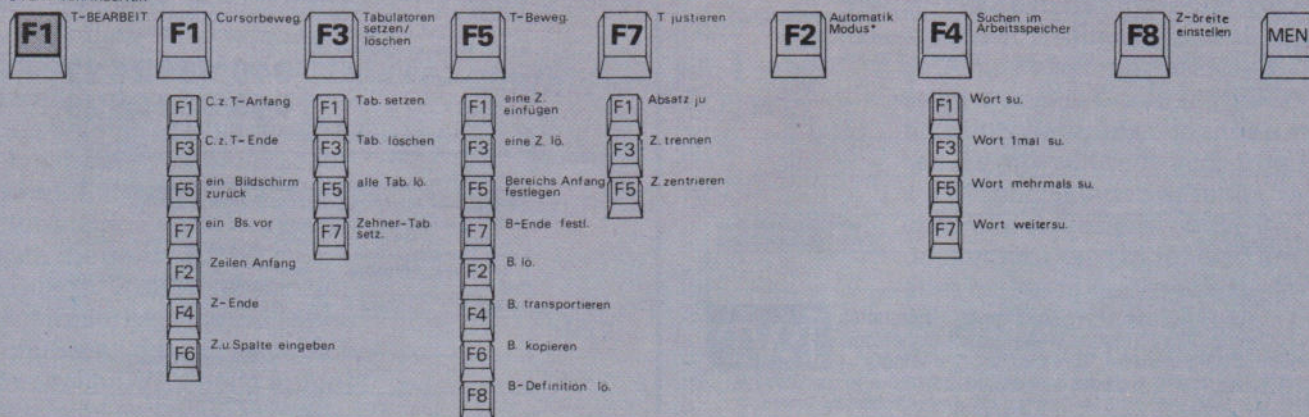 F1 T-BEARBEIT.
F1 Cursorbeweg.
F3 Tabulatoren
setzen/
löschen
F5 T-Beweg.
F7 T. justieren
F2 Automatik
Modus*
F4 Suchen im
Arbeitsspeicher
F8 Z-breite
einstellen
MEN
F1 C.z. T-Anfang
F3 C.z. T-Ende
F5 ein Bildschirm
zurück
F7 ein Bs. vor
F2 Zeilen Anfang
F4 Z-Ende
F6 Z.u.Spalte eingeben
F1 Tab. setzen
F3 Tab. löschen
F5 alle Tab. lö.
F7 Zehner-Tab
setz.
F1 eine Z.
einfügen
F3 eine Z. lö.
F5 Bereichs Anfang
festlegen
F7 B-Ende festl.
F2 B. lö.
F4 B. transportieren
F6 B. kopieren
F8 B-Definition lö.
F1 Absatz ju
F3 Z. trennen
F5 Z. zentrieren
F1 Wort su.
F3 Wort 1mal su.
F5 Wort mehrmals su.
F7 Wort weitersu.